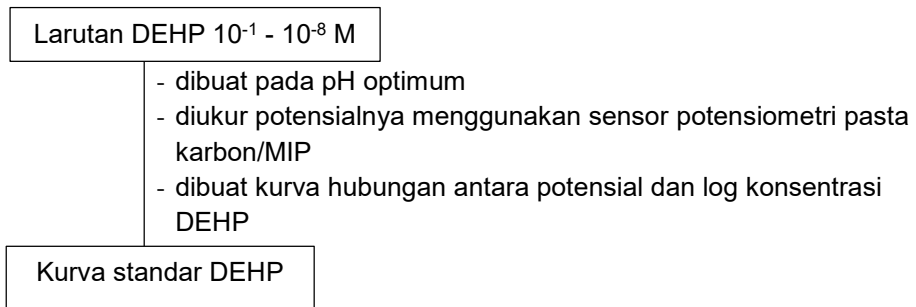 Larutan DEHP 10⁻¹ - 10⁻⁸ M
- dibuat pada pH optimum
- diukur potensialnya menggunakan sensor potensiometri pasta
karbon/MIP
- dibuat kurva hubungan antara potensial dan log konsentrasi
DEHP
Kurva standar DEHP